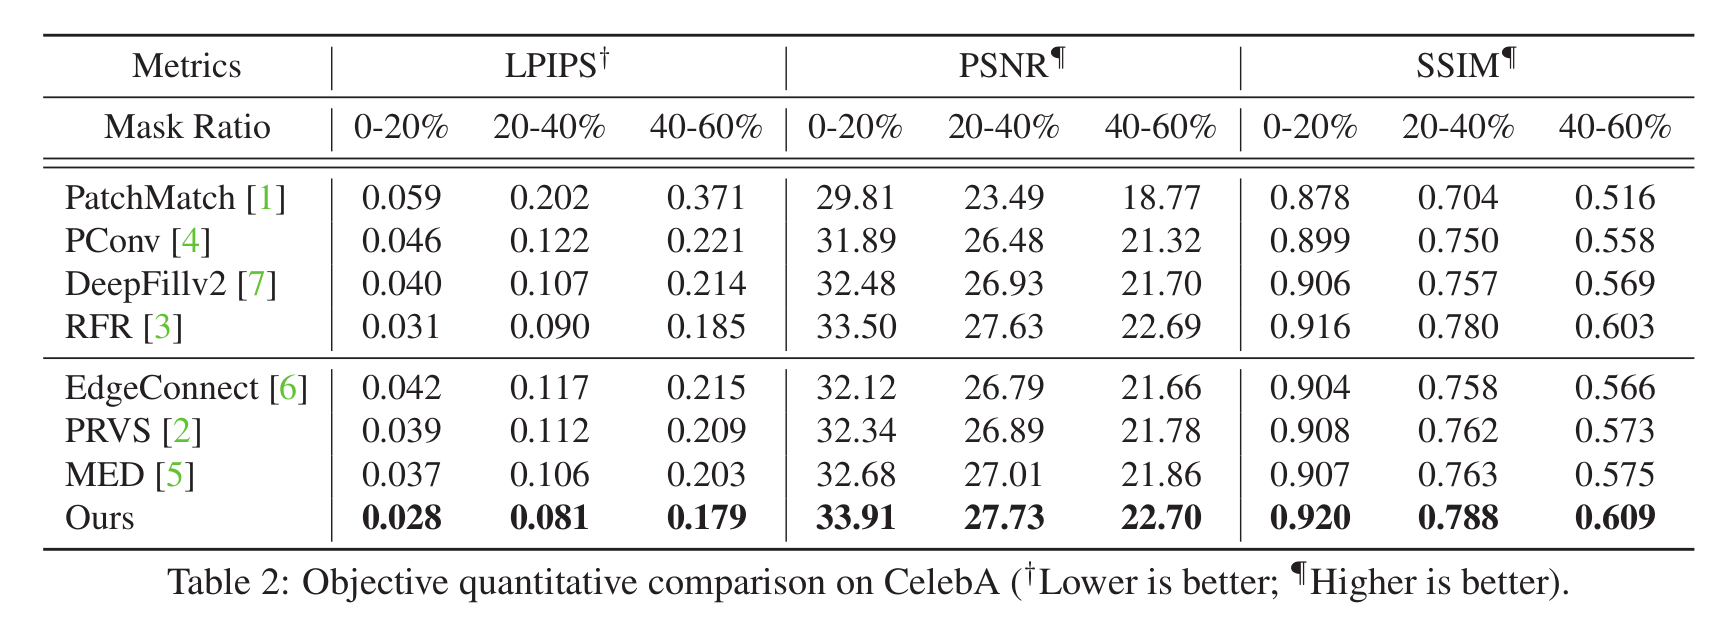 Metrics LPIPS† PSNR¶ SSIM¶
Mask Ratio 0-20% 20-40% 40-60% 0-20% 20-40% 40-60% 0-20% 20-40% 40-60%
PatchMatch [1] 0.059 0.202 0.371 29.81 23.49 18.77 0.878 0.704 0.516
PConv [4] 0.046 0.122 0.221 31.89 26.48 21.32 0.899 0.750 0.558
DeepFillv2 [7] 0.040 0.107 0.214 32.48 26.93 21.70 0.906 0.757 0.569
RFR [3] 0.031 0.090 0.185 33.50 27.63 22.69 0.916 0.780 0.603
EdgeConnect [6] 0.042 0.117 0.215 32.12 26.79 21.66 0.904 0.758 0.566
PRVS [2] 0.039 0.112 0.209 32.34 26.89 21.78 0.908 0.762 0.573
MED [5] 0.037 0.106 0.203 32.68 27.01 21.86 0.907 0.763 0.575
Ours 0.028 0.081 0.179 33.91 27.73 22.70 0.920 0.788 0.609
Table 2: Objective quantitative comparison on CelebA (†Lower is better; ¶Higher is better).